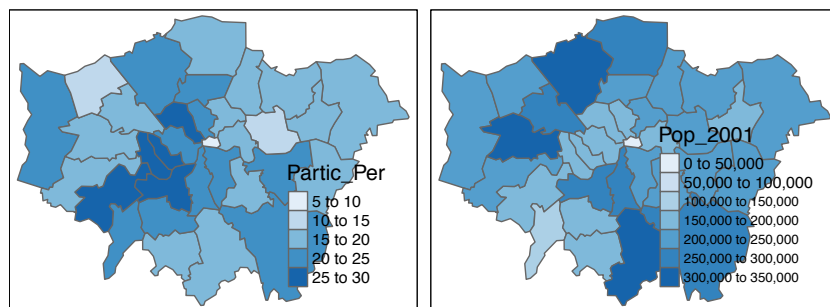 Partic_Per
5 to 10
10 to 15
15 to 20
20 to 25
25 to 30
Pop_2001
0 to 50,000
50,000 to 100,000
100,000 to 150,000
150,000 to 200,000
200,000 to 250,000
250,000 to 300,000
300,000 to 350,000